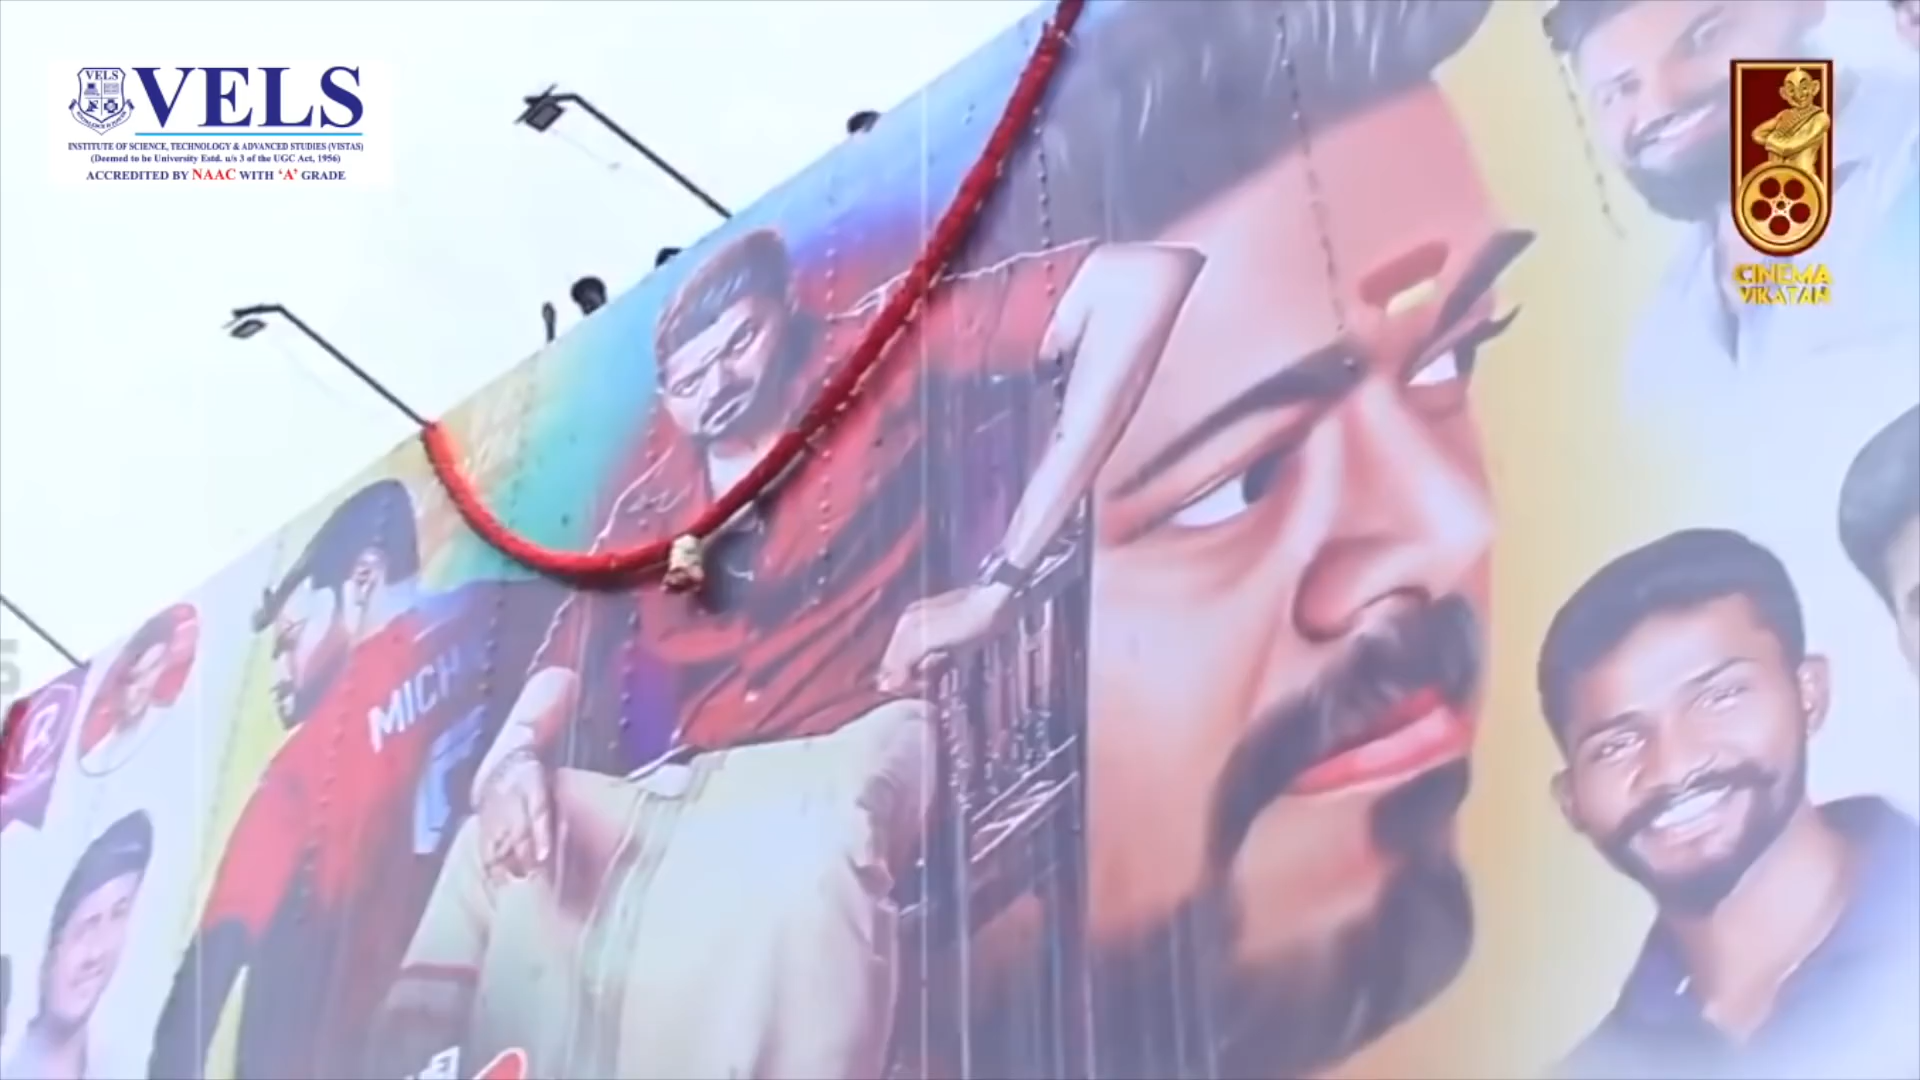 VELS
VELS
INSTITUTE OF SCIENCE, TECHNOLOGY & ADVANCED STUDIES (VISTAS)
(Deemed to be University Estd. u/s 3 of the UGC Act, 1956)
ACCREDITED BY NAAC WITH ‘A’ GRADE
CINEMA
VIKATAN
MICH
R